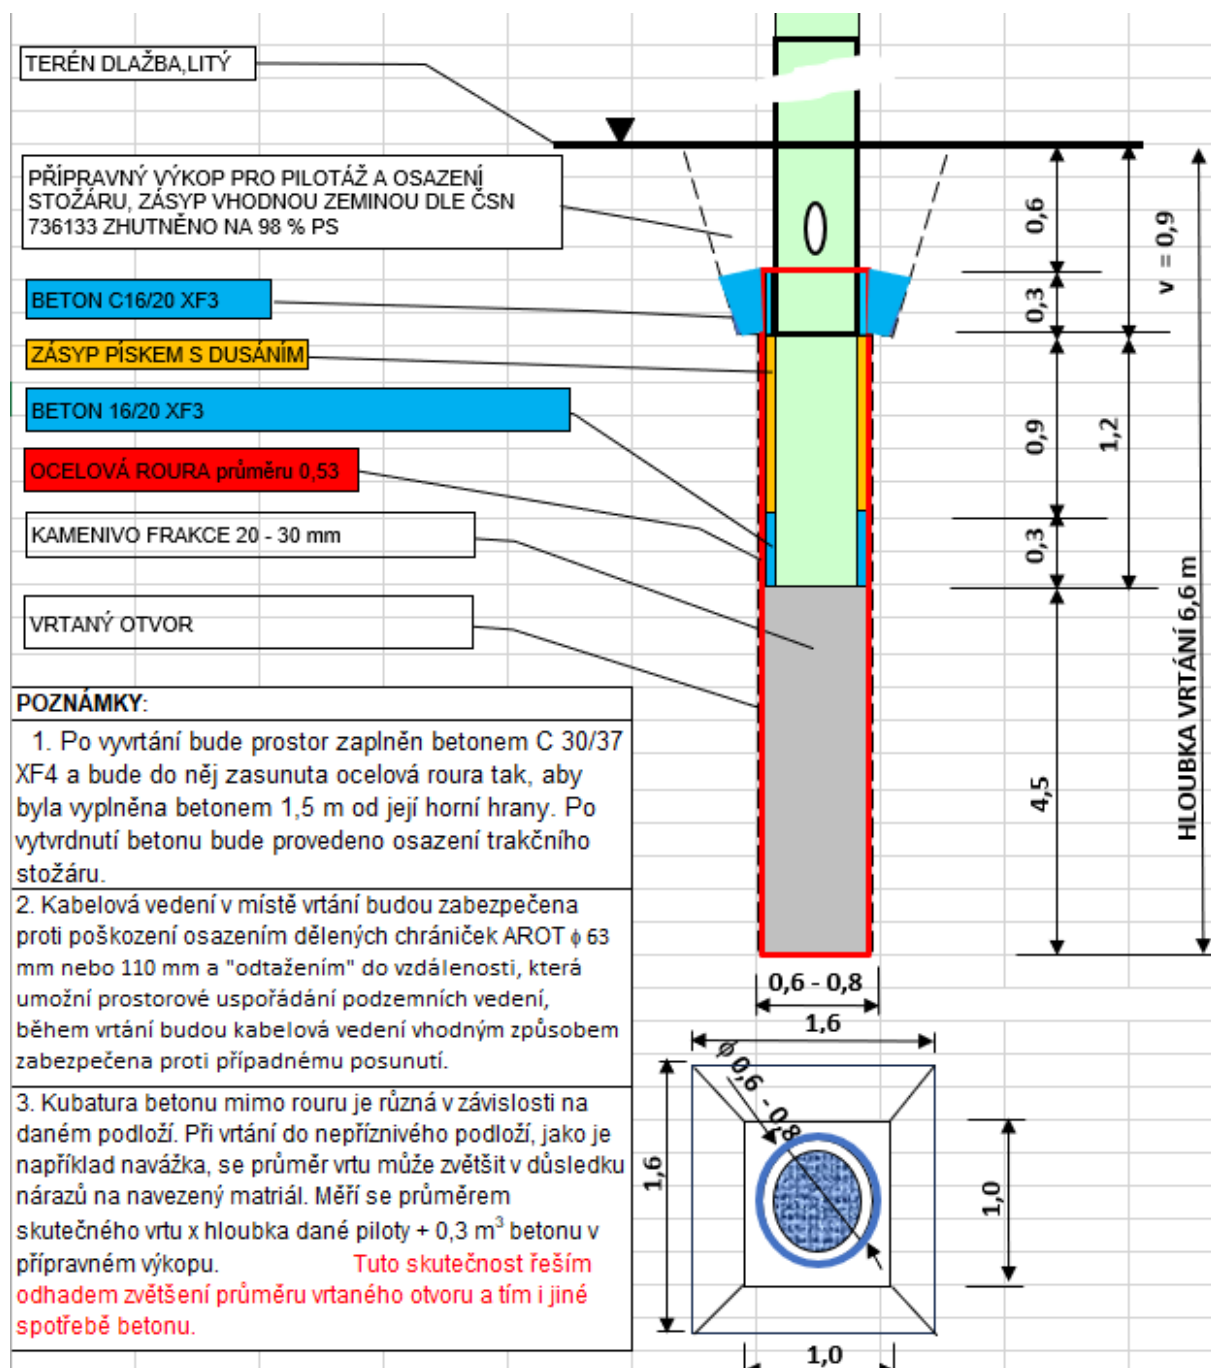 TERÉN DLAŽBA,LITÝ
PŘÍPRAVNÝ VÝKOP PRO PILOTÁŽ A OSAZENÍ
STOŽÁRU, ZÁSYP VHODNOU ZEMINOU DLE ČSN
736133 ZHUTNĚNO NA 98 % PS
BETON C16/20 XF3
ZÁSYP PÍSKEM S DUSÁNÍM
BETON 16/20 XF3
OCELOVÁ ROURA průměru 0,53
KAMENIVO FRAKCE 20 - 30 mm
VRTANÝ OTVOR
0,6
0,3
v = 0,9
0,9
1,2
0,3
4,5
HLOUBKA VRTÁNÍ 6,6 m
0,6 - 0,8
POZNÁMKY:
1. Po vyvrtání bude prostor zaplněn betonem C 30/37
XF4 a bude do něj zasunuta ocelová roura tak, aby
byla vyplněna betonem 1,5 m od její horní hrany. Po
vytvrdnutí betonu bude provedeno osazení trakčního
stožáru.
2. Kabelová vedení v místě vrtání budou zabezpečena
proti poškození osazením dělených chrániček AROT ϕ 63
mm nebo 110 mm a "odtažením" do vzdálenosti, která
umožní prostorové uspořádání podzemních vedení,
během vrtání budou kabelová vedení vhodným způsobem
zabezpečena proti případnému posunutí.
3. Kubatura betonu mimo rouru je různá v závislosti na
daném podloží. Při vrtání do nepříznivého podloží, jako je
například navážka, se průměr vrtu může zvětšit v důsledku
nárazů na navezený matriál. Měří se průměrem
skutečného vrtu x hloubka dané piloty + 0,3 m³ betonu v
přípravném výkopu. Tuto skutečnost řeším
odhadem zvětšení průměru vrtaného otvoru a tím i jiné
spotřebě betonu.
1,6
ϕ 0,6 - 0,8
1,6
1,0
1,0